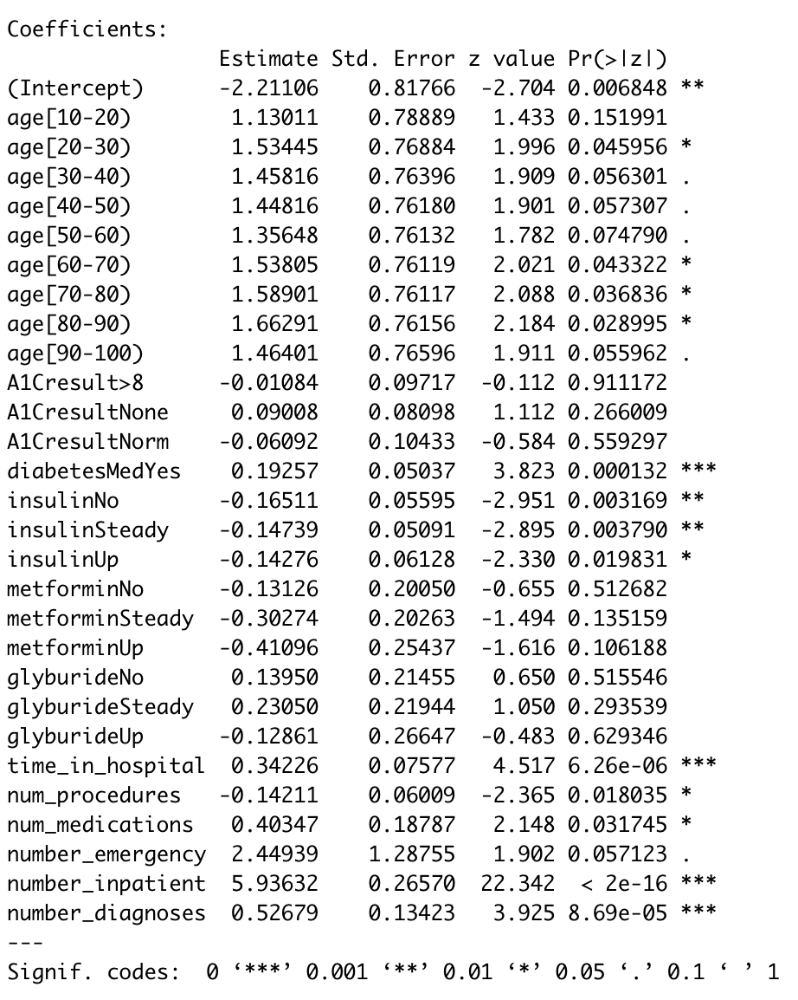 Coefficients:
Estimate Std. Error z value Pr(>|z|)
(Intercept) -2.21106 0.81766 -2.704 0.006848 **
age[10-20) 1.13011 0.78889 1.433 0.151991
age[20-30) 1.53445 0.76884 1.996 0.045956 *
age[30-40) 1.45816 0.76396 1.909 0.056301 .
age[40-50) 1.44816 0.76180 1.901 0.057307 .
age[50-60) 1.35648 0.76132 1.782 0.074790 .
age[60-70) 1.53805 0.76119 2.021 0.043322 *
age[70-80) 1.58901 0.76117 2.088 0.036836 *
age[80-90) 1.66291 0.76156 2.184 0.028995 *
age[90-100) 1.46401 0.76596 1.911 0.055962 .
A1Cresult>8 -0.01084 0.09717 -0.112 0.911172
A1CresultNone 0.09008 0.08098 1.112 0.266009
A1CresultNorm -0.06092 0.10433 -0.584 0.559297
diabetesMedYes 0.19257 0.05037 3.823 0.000132 ***
insulinNo -0.16511 0.05595 -2.951 0.003169 **
insulinSteady -0.14739 0.05091 -2.895 0.003790 **
insulinUp -0.14276 0.06128 -2.330 0.019831 *
metforminNo -0.13126 0.20050 -0.655 0.512682
metforminSteady -0.30274 0.20263 -1.494 0.135159
metforminUp -0.41096 0.25437 -1.616 0.106188
glyburideNo 0.13950 0.21455 0.650 0.515546
glyburideSteady 0.23050 0.21944 1.050 0.293539
glyburideUp -0.12861 0.26647 -0.483 0.629346
time_in_hospital 0.34226 0.07577 4.517 6.26e-06 ***
num_procedures -0.14211 0.06009 -2.365 0.018035 *
num_medications 0.40347 0.18787 2.148 0.031745 *
number_emergency 2.44939 1.28755 1.902 0.057123 .
number_inpatient 5.93632 0.26570 22.342 < 2e-16 ***
number_diagnoses 0.52679 0.13423 3.925 8.69e-05 ***
---
Signif. codes: 0 ‘***’ 0.001 ‘**’ 0.01 ‘*’ 0.05 ‘.’ 0.1 ‘ ’ 1